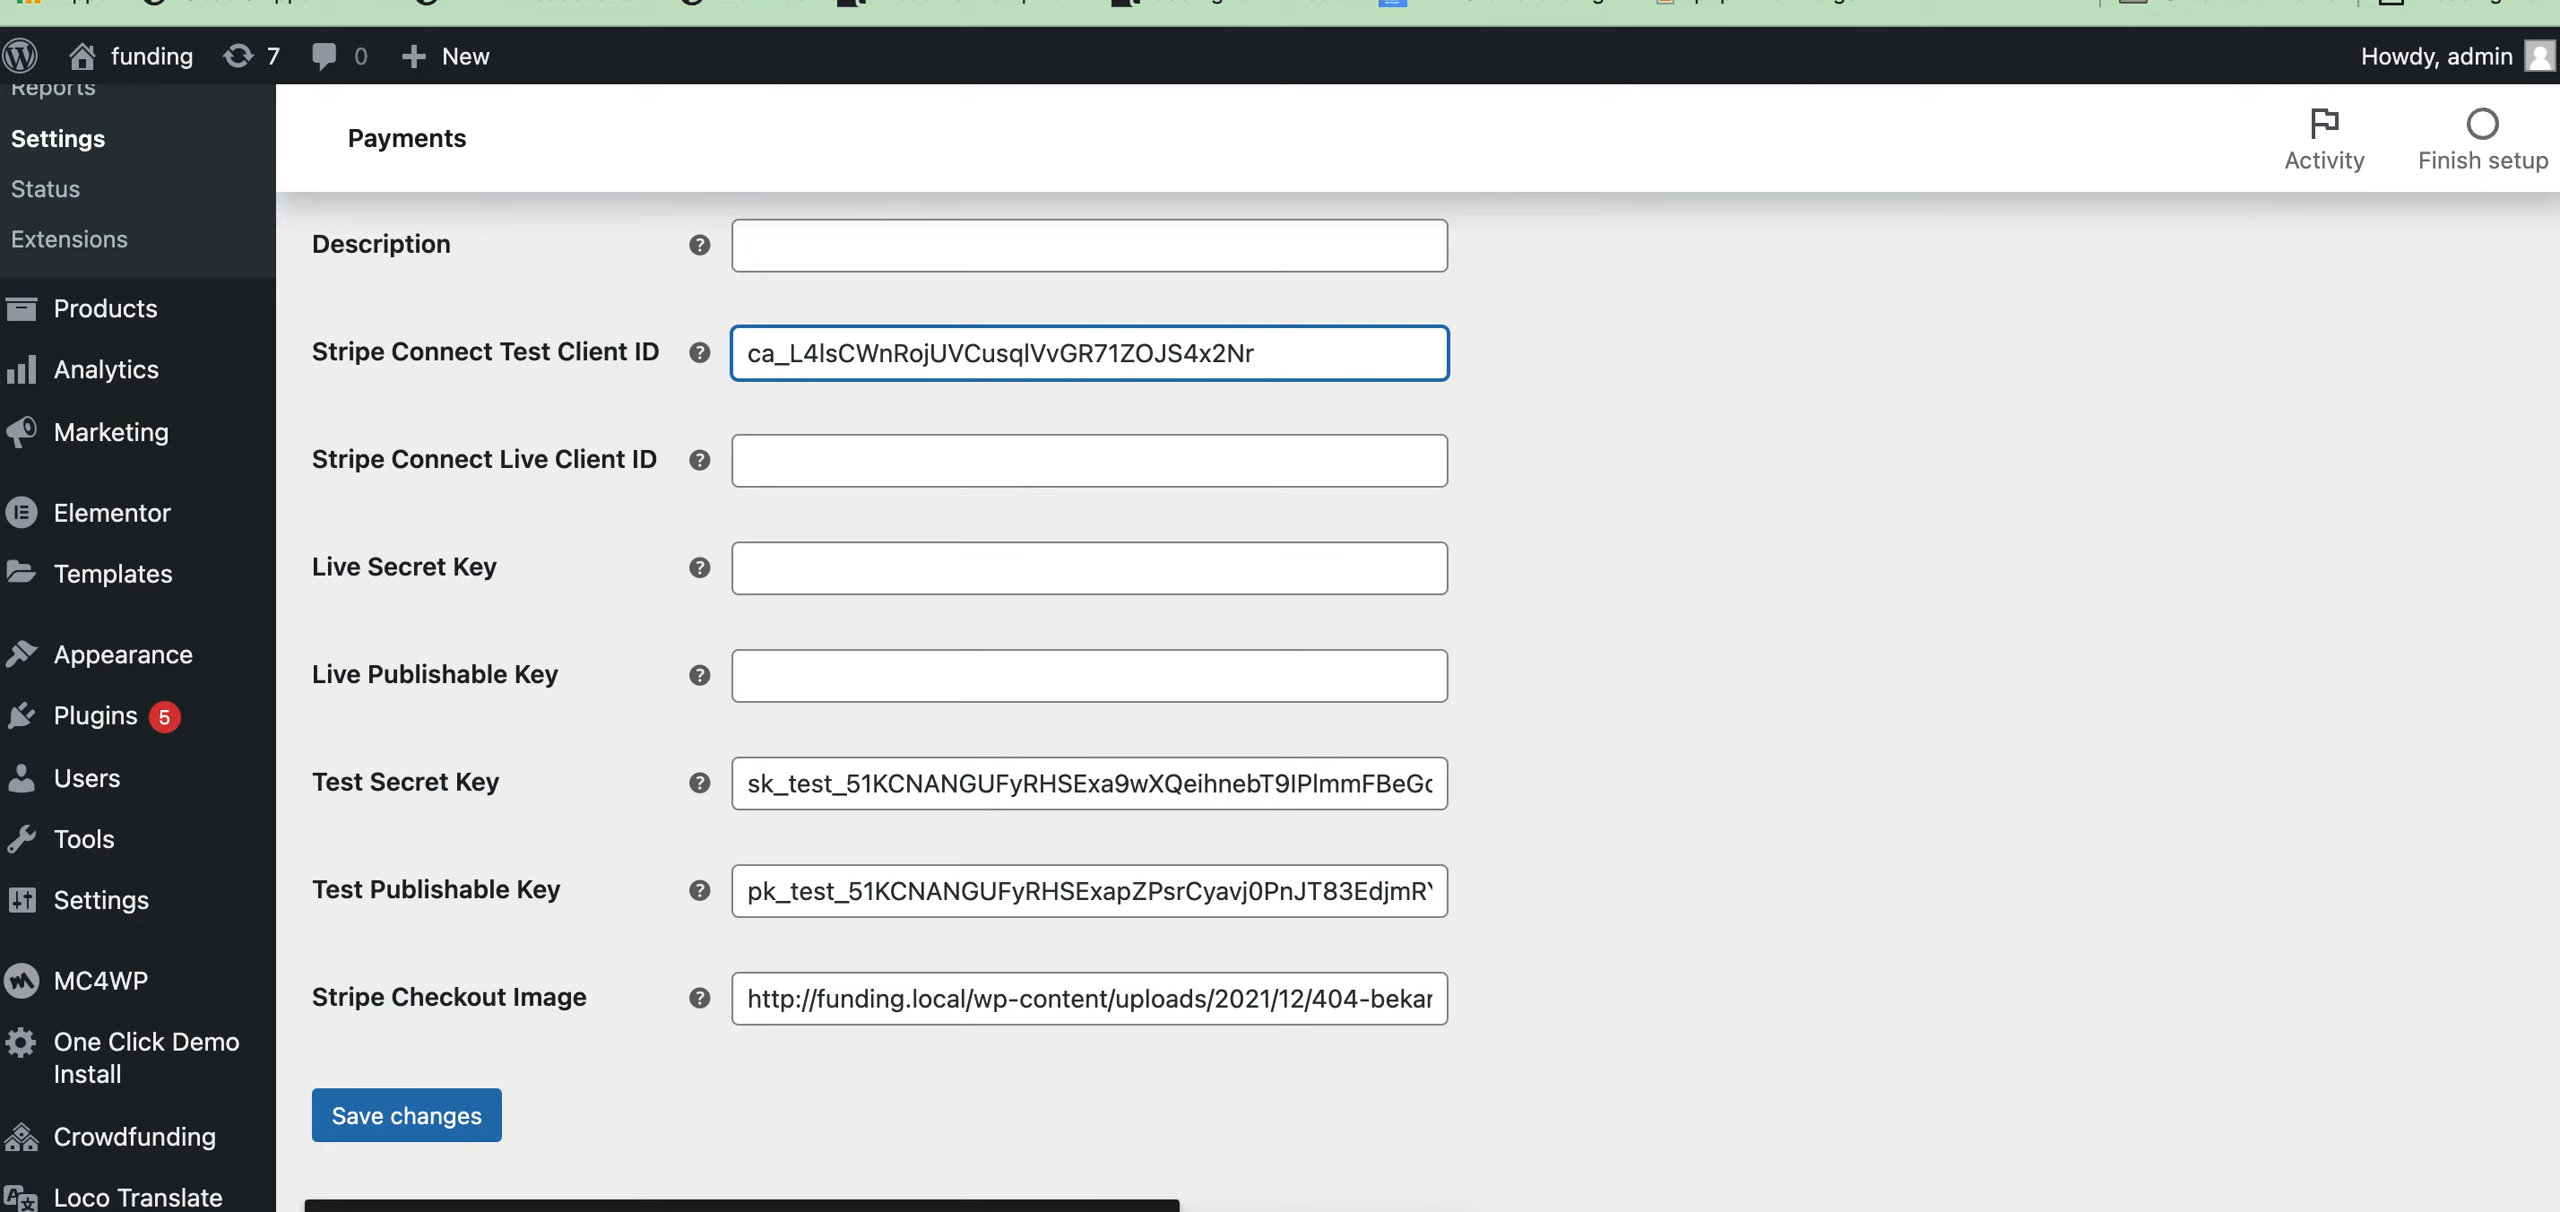 funding
7
0
New
Howdy, admin
Reports
Settings
Status
Extensions
Products
Analytics
Marketing
Elementor
Templates
Appearance
Plugins 5
Users
Tools
Settings
MC4WP
One Click Demo
Install
Crowdfunding
Loco Translate
Payments
Activity
Finish setup
Description
Stripe Connect Test Client ID
ca_L4lsCWnRojUVCusqlVvGR71ZOJS4x2Nr
Stripe Connect Live Client ID
Live Secret Key
Live Publishable Key
Test Secret Key
sk_test_51KCNANGUFyRHSExa9wXQeihnebT9IPlmmFBeGc
Test Publishable Key
pk_test_51KCNANGUFyRHSExapZPsrCyavj0PnJT83EdjmR
Stripe Checkout Image
http://funding.local/wp-content/uploads/2021/12/404-bekar
Save changes